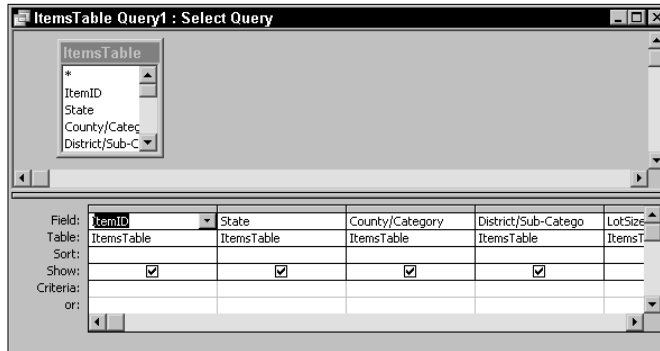 ItemsTable Query1 : Select Query
ItemsTable
*
ItemID
State
County/Categ
District/Sub-C
Field: ItemID State County/Category District/Sub-Catego LotSize
Table: ItemsTable ItemsTable ItemsTable ItemsTable ItemsT
Sort:
Show:
Criteria:
or: